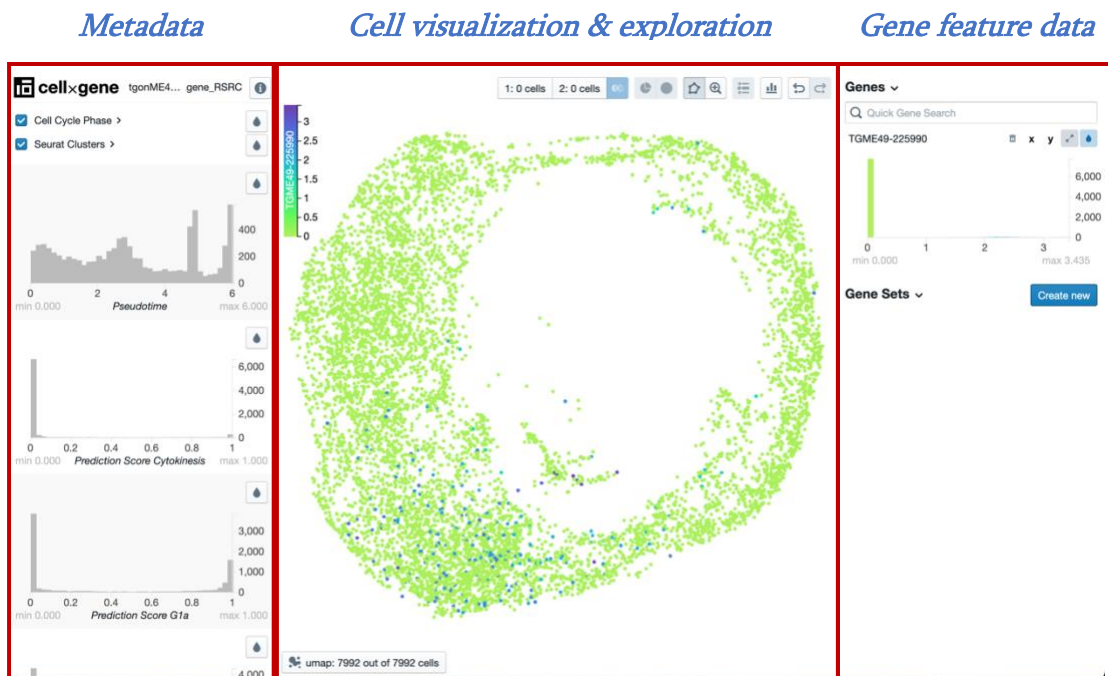 Metadata
Cell visualization & exploration
Gene feature data
cellxgene tgonME4... gene_RSRC
Cell Cycle Phase >
Seurat Clusters >
400
200
0
0 2 4 6
min 0.000 Pseudotime max 6.000
6,000
4,000
2,000
0
0 0.2 0.4 0.6 0.8 1
min 0.000 Prediction Score Cytokinesis max 1.000
3,000
2,000
1,000
0
0 0.2 0.4 0.6 0.8 1
min 0.000 Prediction Score G1a max 1.000
4,000
1: 0 cells 2: 0 cells
TGME49-225990
3
2.5
2
1.5
1
0.5
0
umap: 7992 out of 7992 cells
Genes
Quick Gene Search
TGME49-225990 x y
6,000
4,000
2,000
0
0 1 2 3
min 0.000 max 3.435
Gene Sets Create new